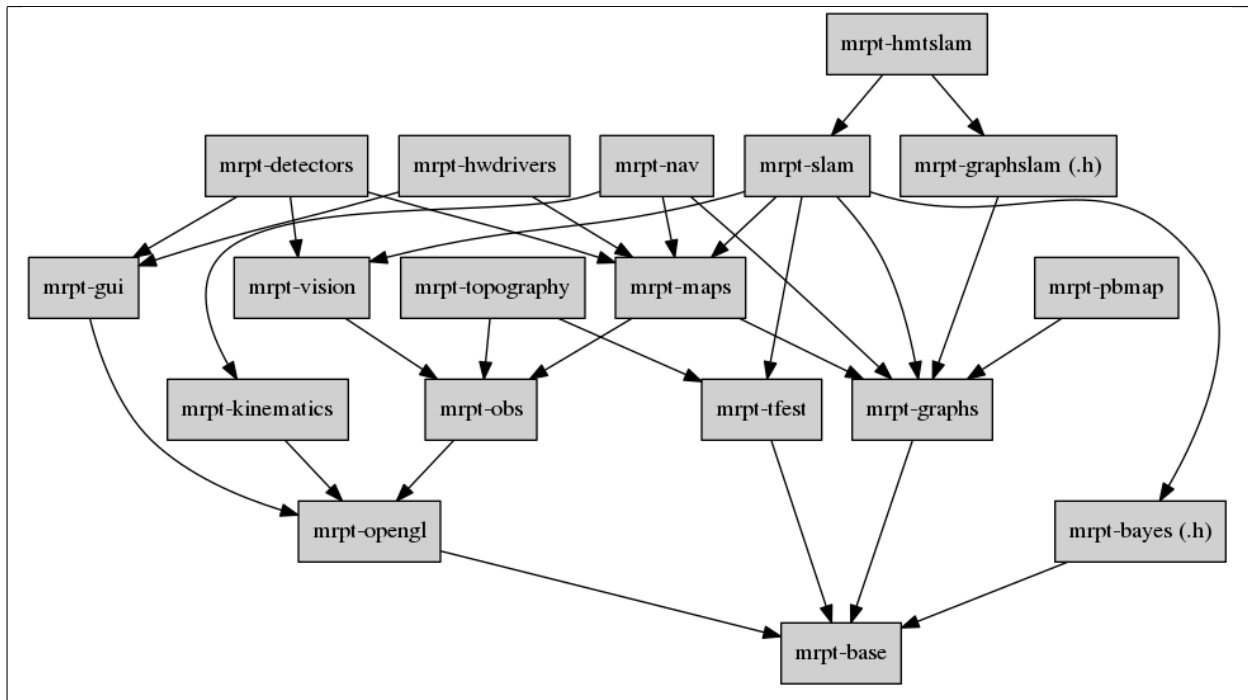 mrpt-hmtslam
mrpt-detectors
mrpt-hwdrivers
mrpt-nav
mrpt-slam
mrpt-graphslam (.h)
mrpt-gui
mrpt-vision
mrpt-topography
mrpt-maps
mrpt-pbmap
mrpt-kinematics
mrpt-obs
mrpt-tfest
mrpt-graphs
mrpt-opengl
mrpt-bayes (.h)
mrpt-base